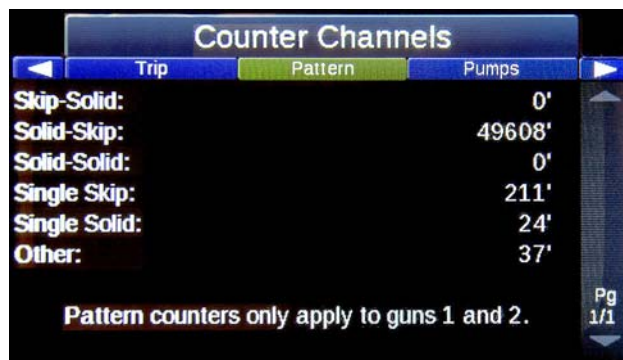 Counter Channels
Trip Pattern Pumps
Skip-Solid: 0'
Solid-Skip: 49608'
Solid-Solid: 0'
Single Skip: 211'
Single Solid: 24'
Other: 37'
Pg
Pattern counters only apply to guns 1 and 2. 1/1